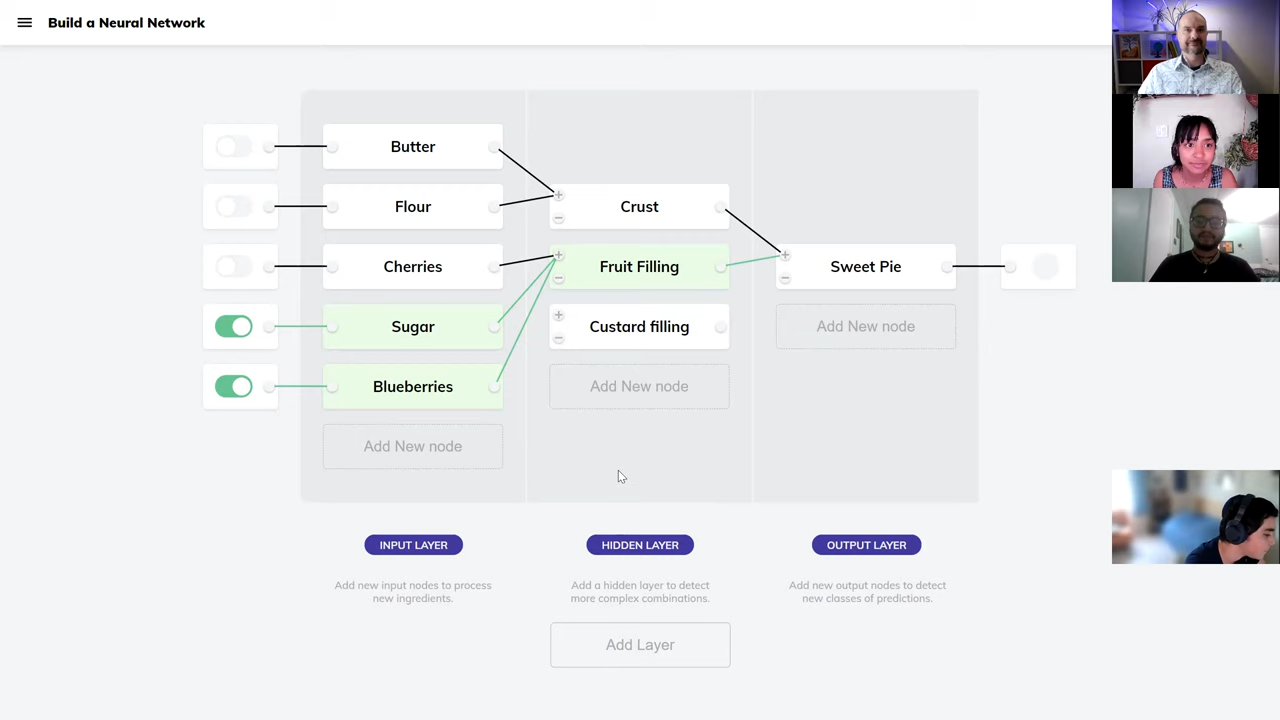 Build a Neural Network
Butter
Flour
Crust
Cherries
Fruit Filling
Sweet Pie
Sugar
Custard filling
Add New node
Blueberries
Add New node
Add New node
INPUT LAYER
HIDDEN LAYER
OUTPUT LAYER
Add new input nodes to process
new ingredients.
Add a hidden layer to detect
more complex combinations.
Add new output nodes to detect
new classes of predictions.
Add Layer